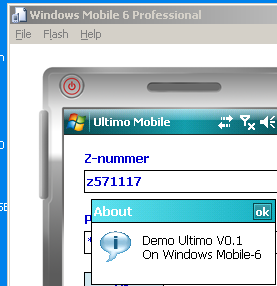 Windows Mobile 6 Professional
File Flash Help
Ultimo Mobile
Z-nummer
z571117
About ok
Demo Ultimo V0.1
On Windows Mobile-6